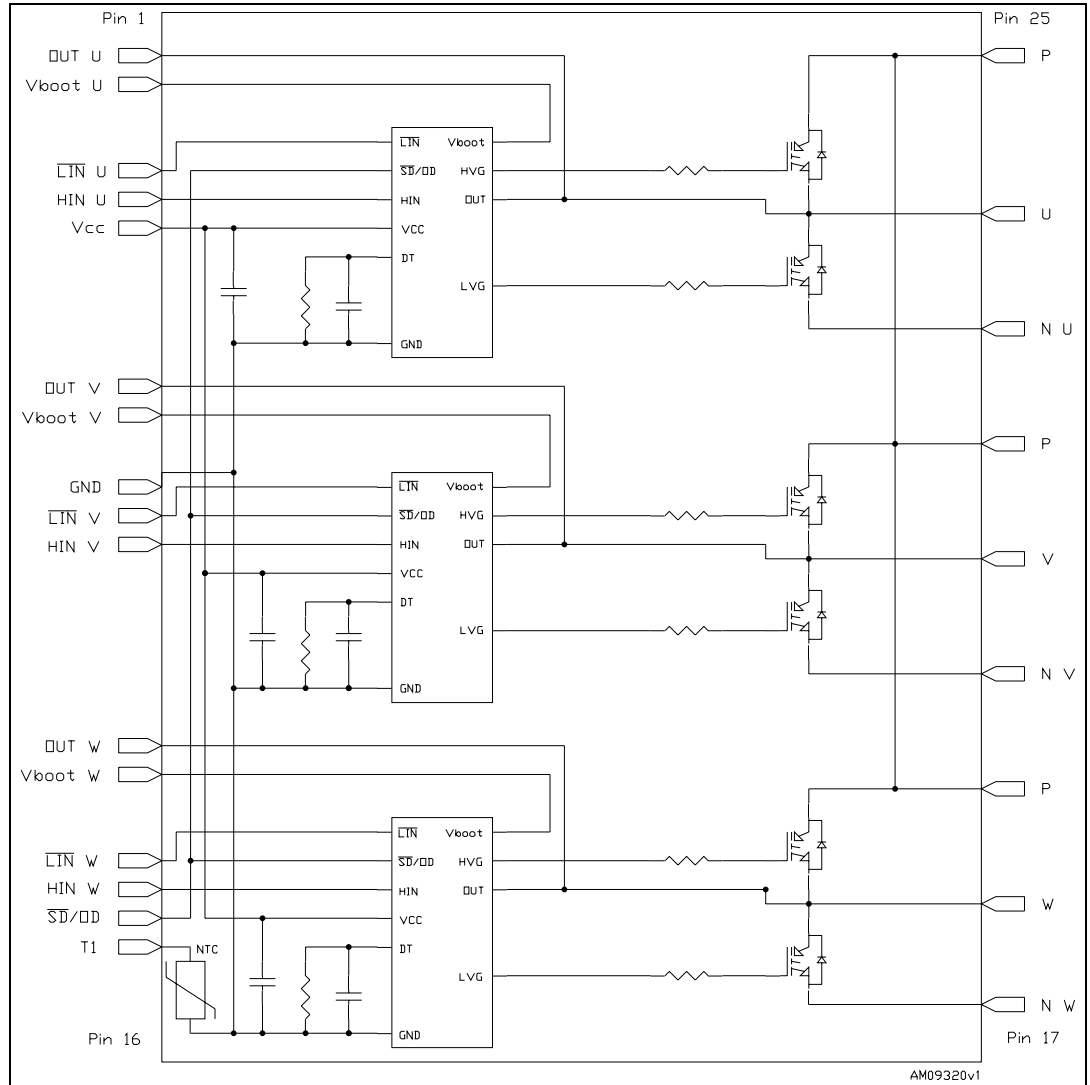 Pin 1
Pin 25
OUT U
P
Vboot U
LIN
Vboot
LIN U
SD/OD
HVG
HIN U
HIN
OUT
U
Vcc
VCC
DT
LVG
GND
N U
OUT V
Vboot V
P
GND
LIN
Vboot
LIN V
SD/OD
HVG
HIN V
HIN
OUT
V
VCC
DT
LVG
GND
N V
OUT W
Vboot W
P
LIN
Vboot
LIN W
SD/OD
HVG
HIN W
HIN
OUT
W
SD/OD
VCC
T1
NTC
DT
LVG
N W
GND
Pin 16
Pin 17
AM09320v1